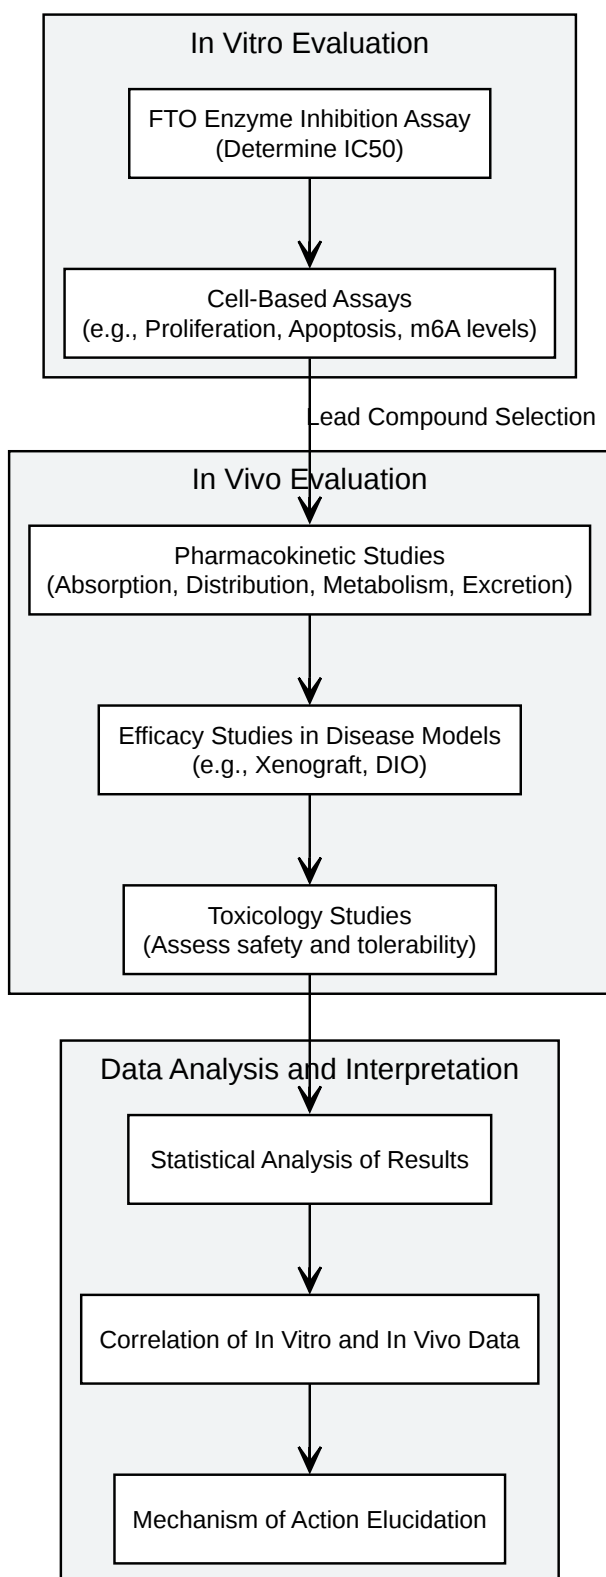 In Vitro Evaluation
FTO Enzyme Inhibition Assay
(Determine IC50)
Cell-Based Assays
(e.g., Proliferation, Apoptosis, m6A levels)
Lead Compound Selection
In Vivo Evaluation
Pharmacokinetic Studies
(Absorption, Distribution, Metabolism, Excretion)
Efficacy Studies in Disease Models
(e.g., Xenograft, DIO)
Toxicology Studies
(Assess safety and tolerability)
Data Analysis and Interpretation
Statistical Analysis of Results
Correlation of In Vitro and In Vivo Data
Mechanism of Action Elucidation